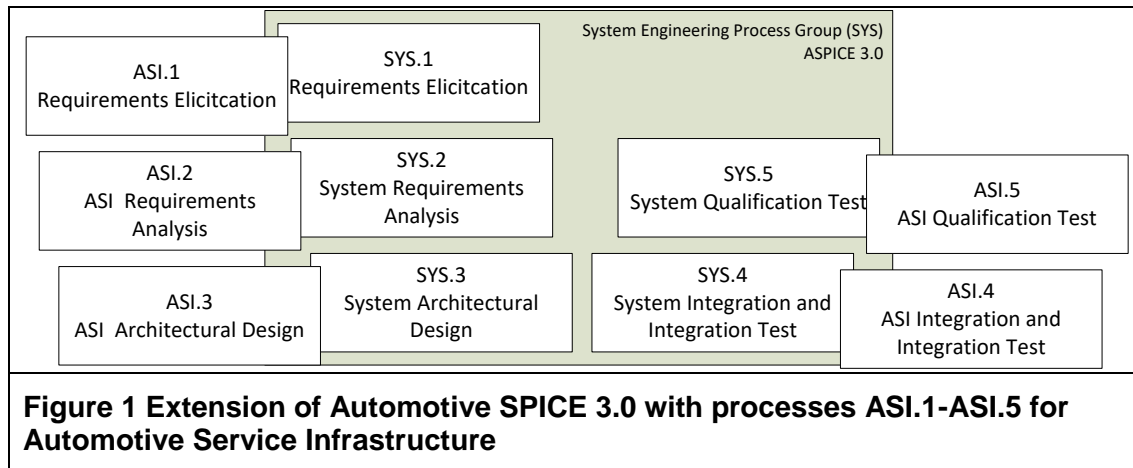 System Engineering Process Group (SYS)
ASPICE 3.0
ASI.1
Requirements Elicitcation
SYS.1
Requirements Elicitcation
ASI.2
ASI Requirements
Analysis
SYS.2
System Requirements
Analysis
SYS.5
System Qualification Test
ASI.5
ASI Qualification Test
ASI.3
ASI Architectural Design
SYS.3
System Architectural
Design
SYS.4
System Integration and
Integration Test
ASI.4
ASI Integration and
Integration Test
Figure 1 Extension of Automotive SPICE 3.0 with processes ASI.1-ASI.5 for
Automotive Service Infrastructure